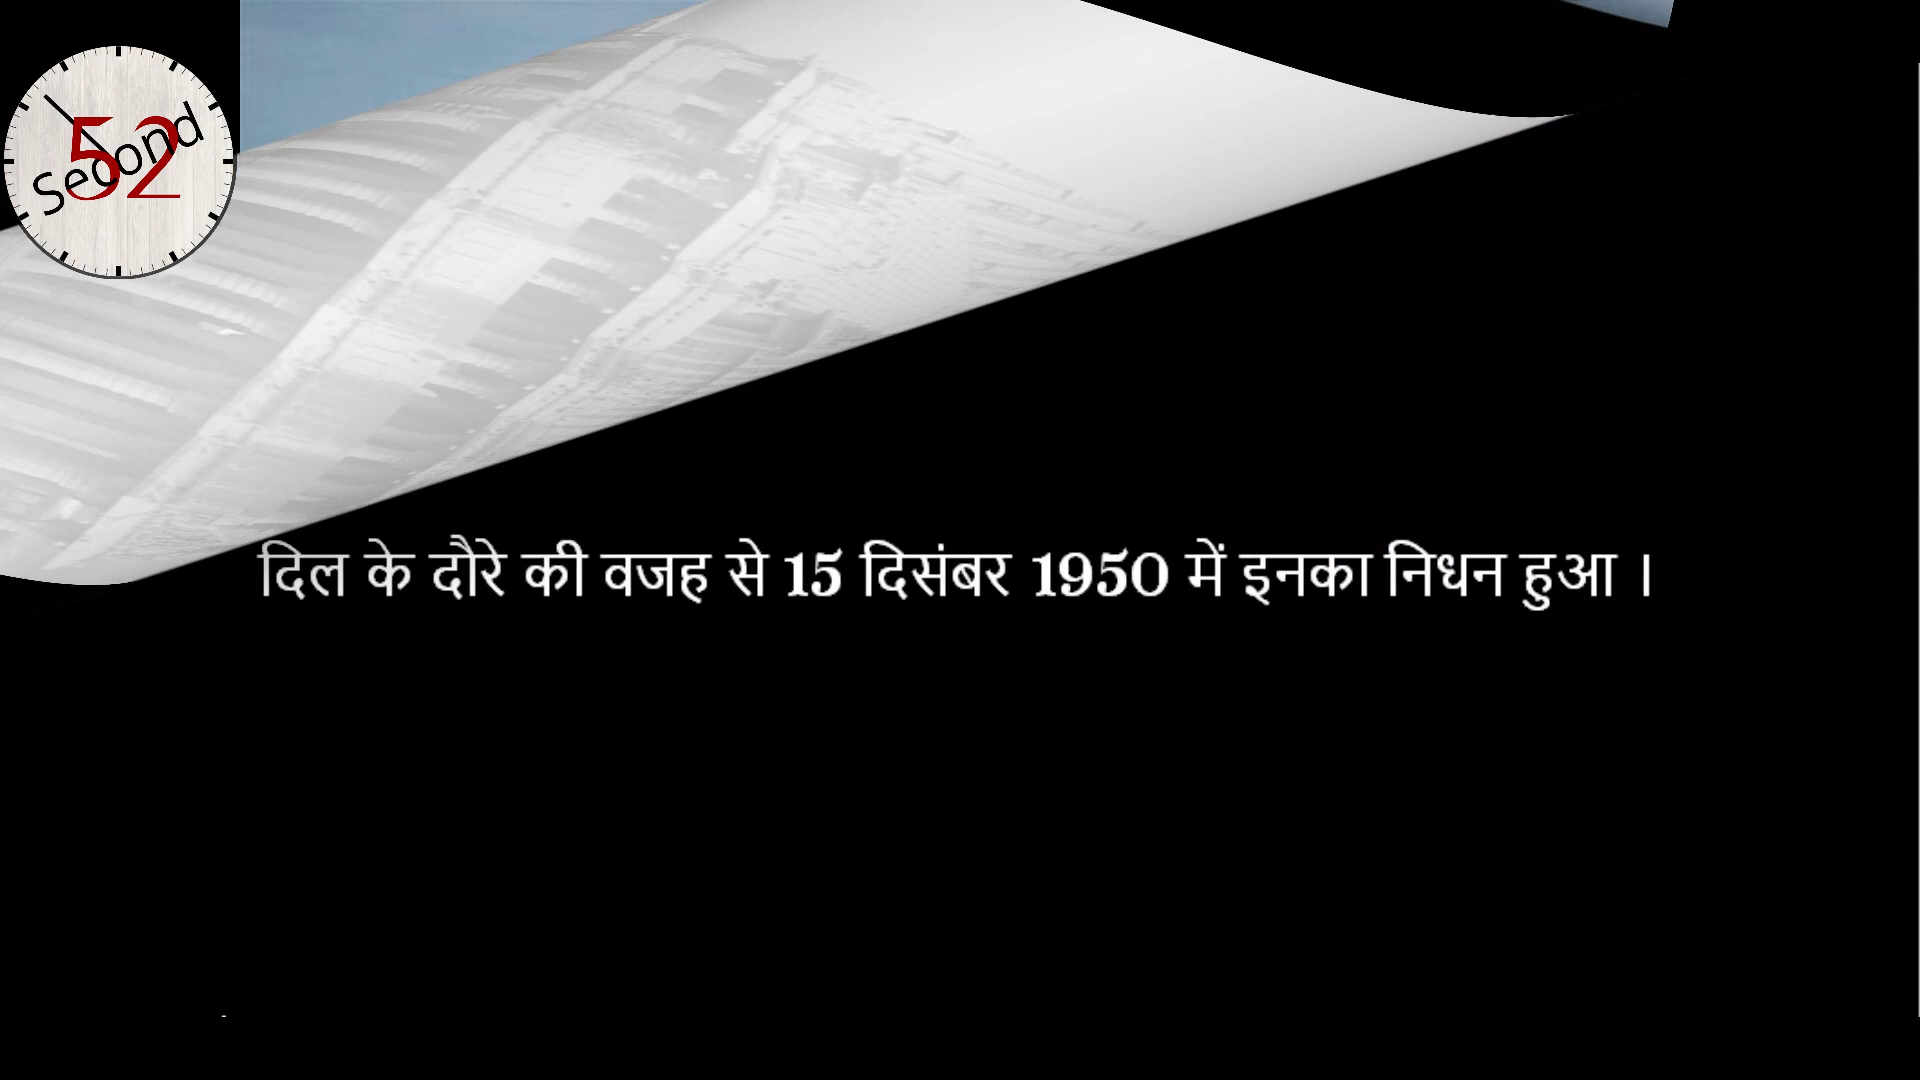 52
Second
दिल के दौरे की वजह से 15 दिसंबर 1950 में इनका निधन हुआ ।